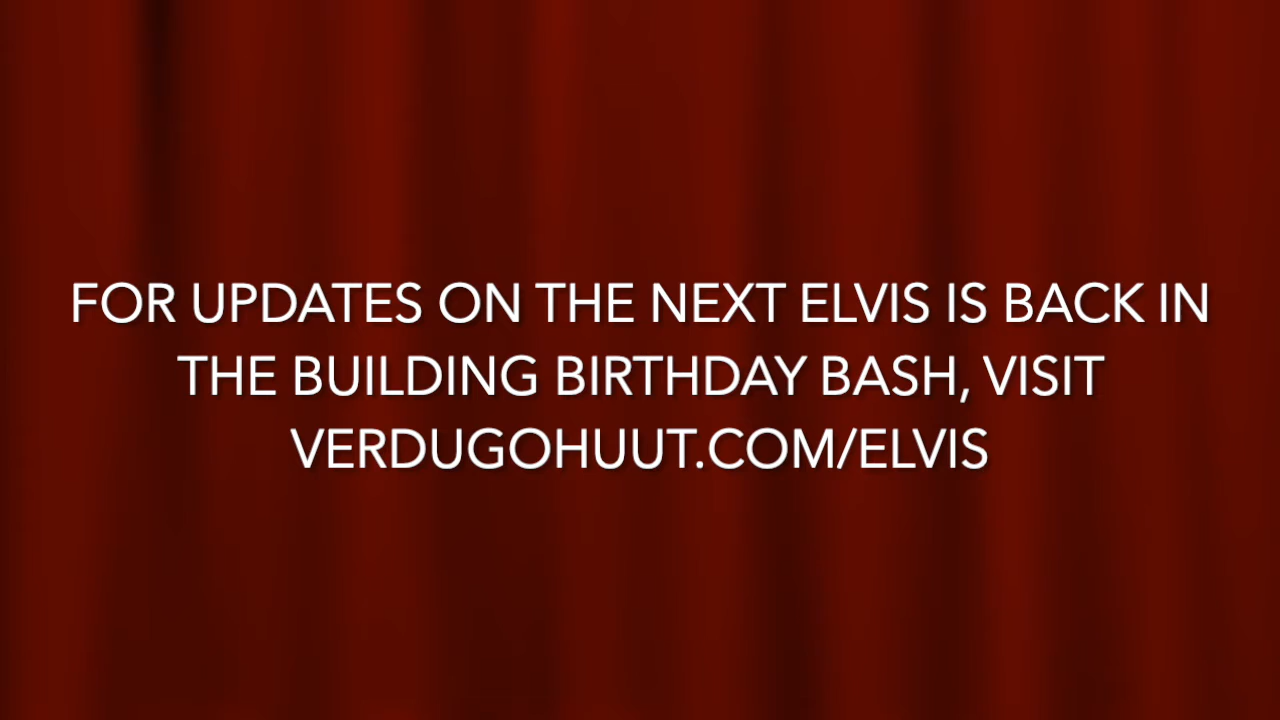 FOR UPDATES ON THE NEXT ELVIS IS BACK IN
THE BUILDING BIRTHDAY BASH, VISIT
VERDUGOHUUT.COM/ELVIS